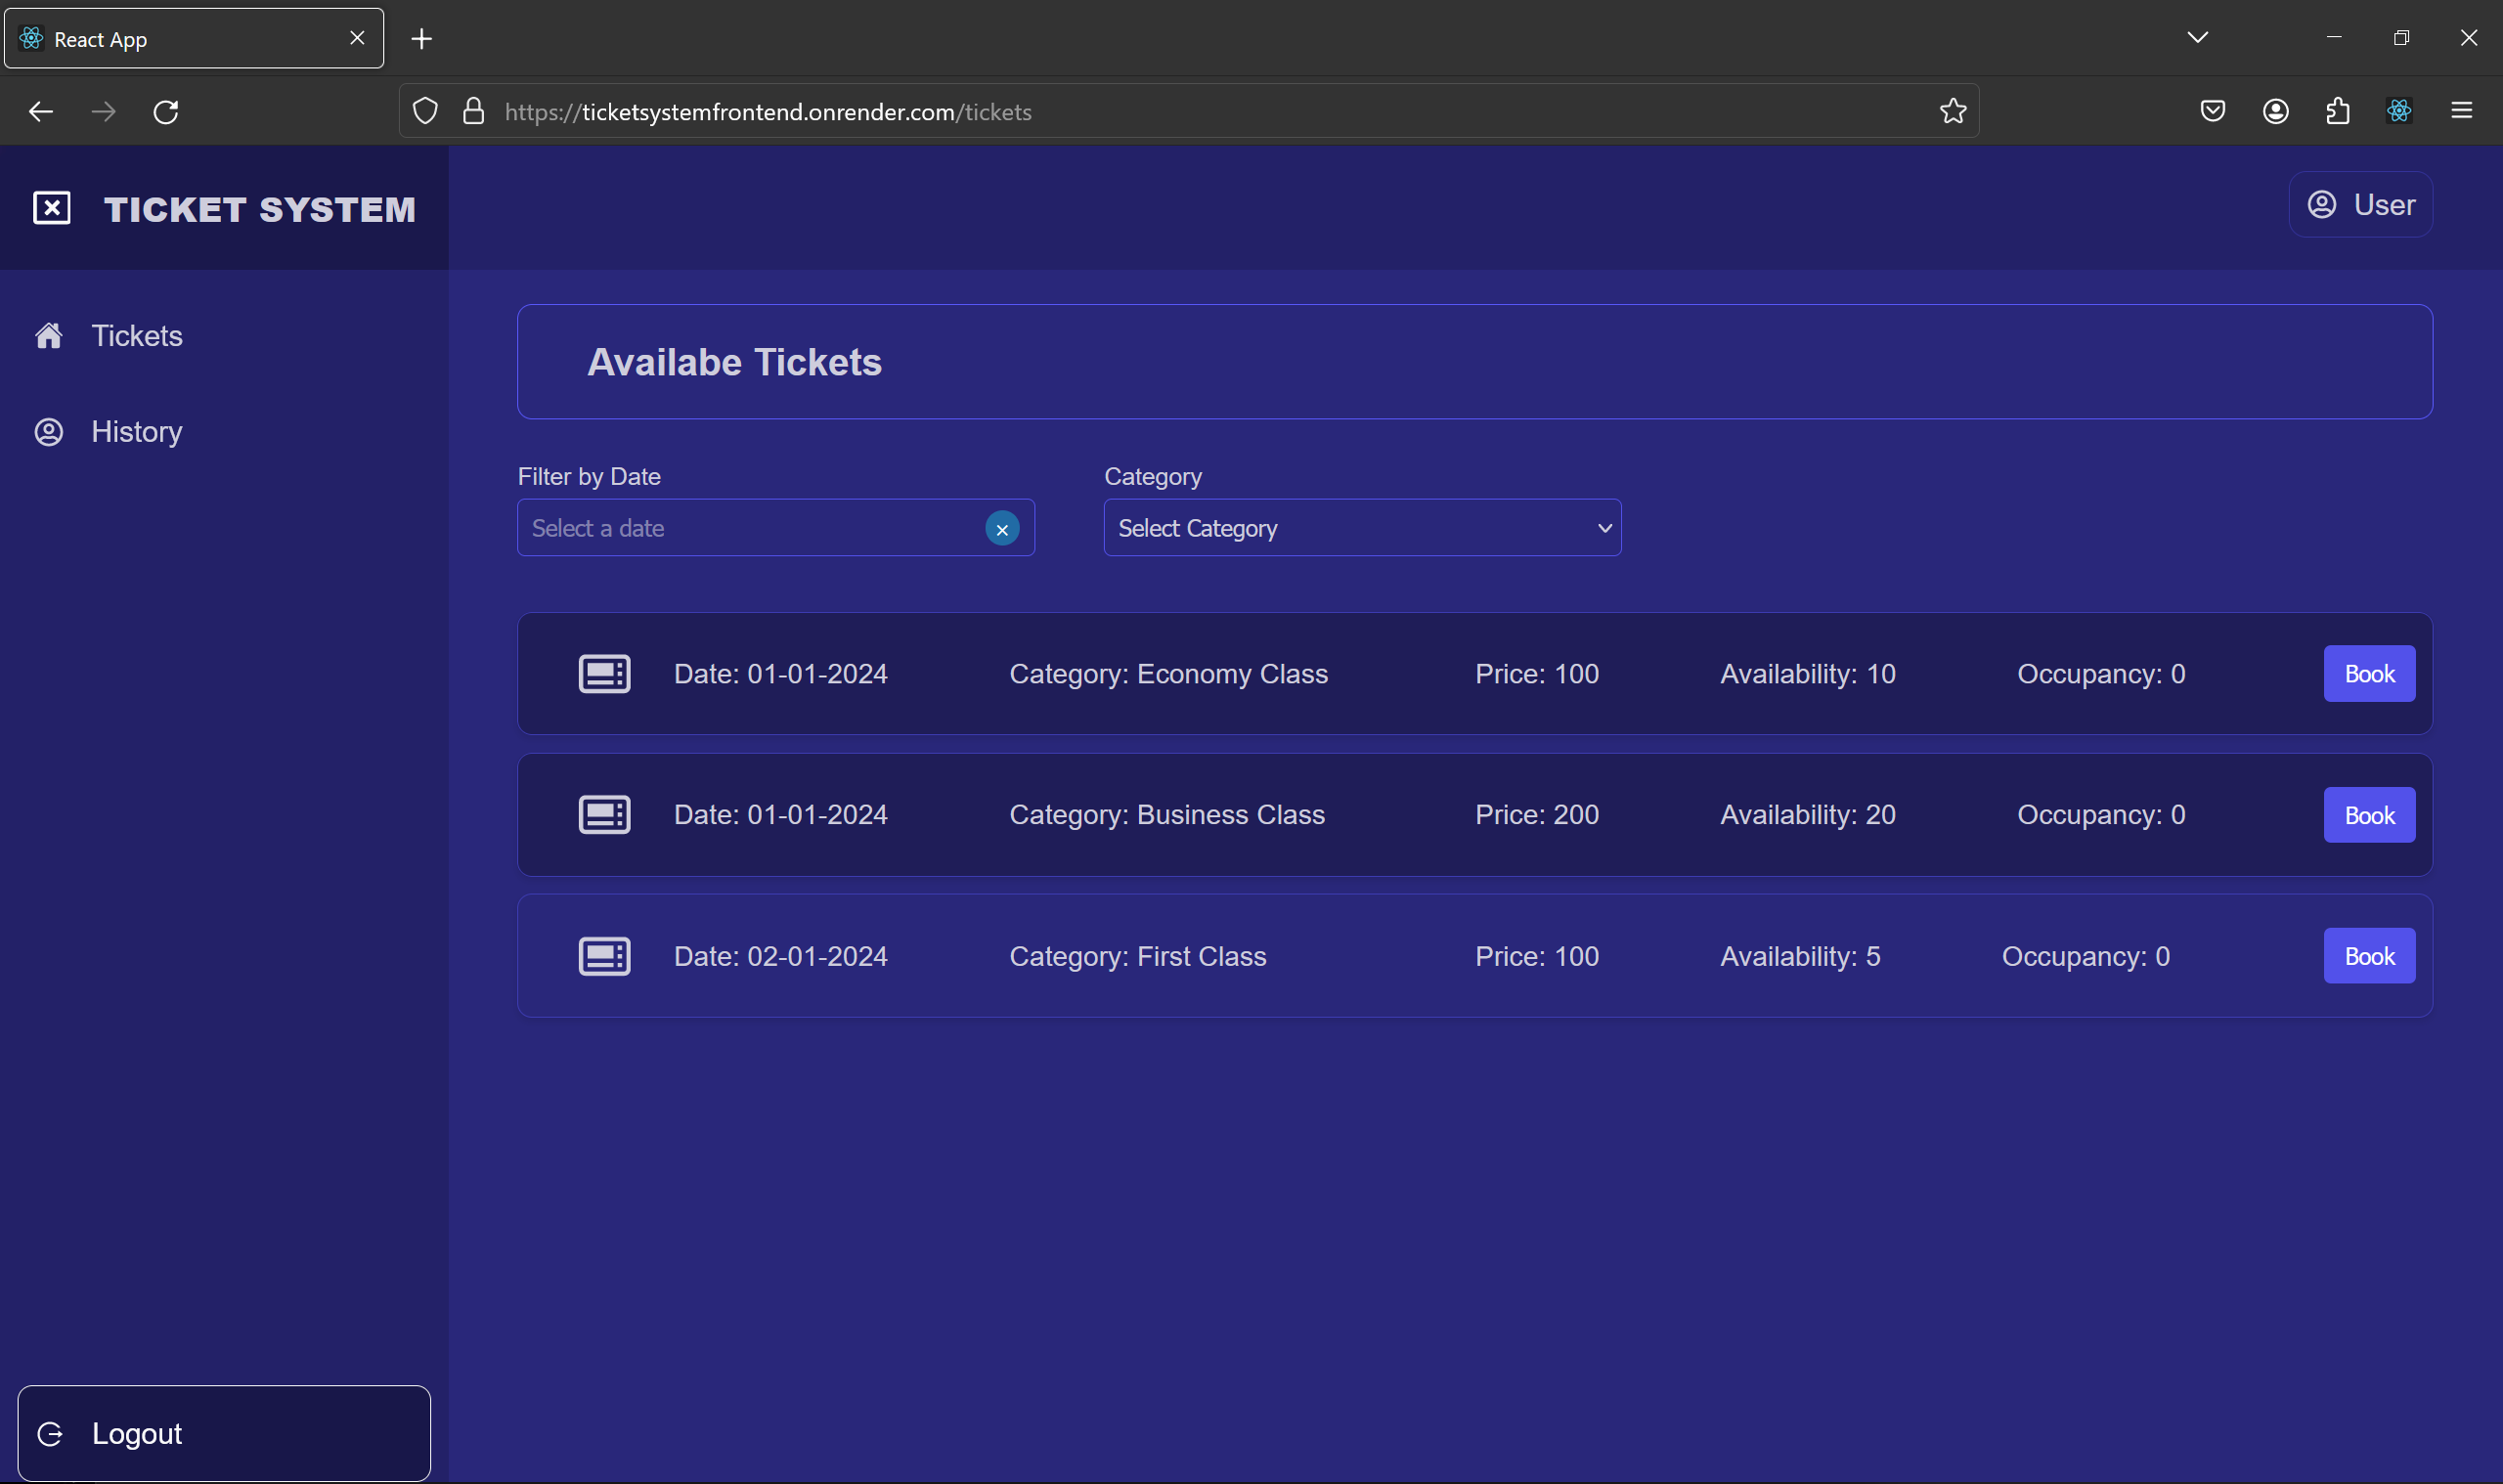 React App
https://ticketsystemfrontend.onrender.com/tickets
TICKET SYSTEM
User
Tickets
History
Availabe Tickets
Filter by Date
Category
Select a date
Select Category
Date: 01-01-2024 Category: Economy Class Price: 100 Availability: 10 Occupancy: 0 Book
Date: 01-01-2024 Category: Business Class Price: 200 Availability: 20 Occupancy: 0 Book
Date: 02-01-2024 Category: First Class Price: 100 Availability: 5 Occupancy: 0 Book
Logout